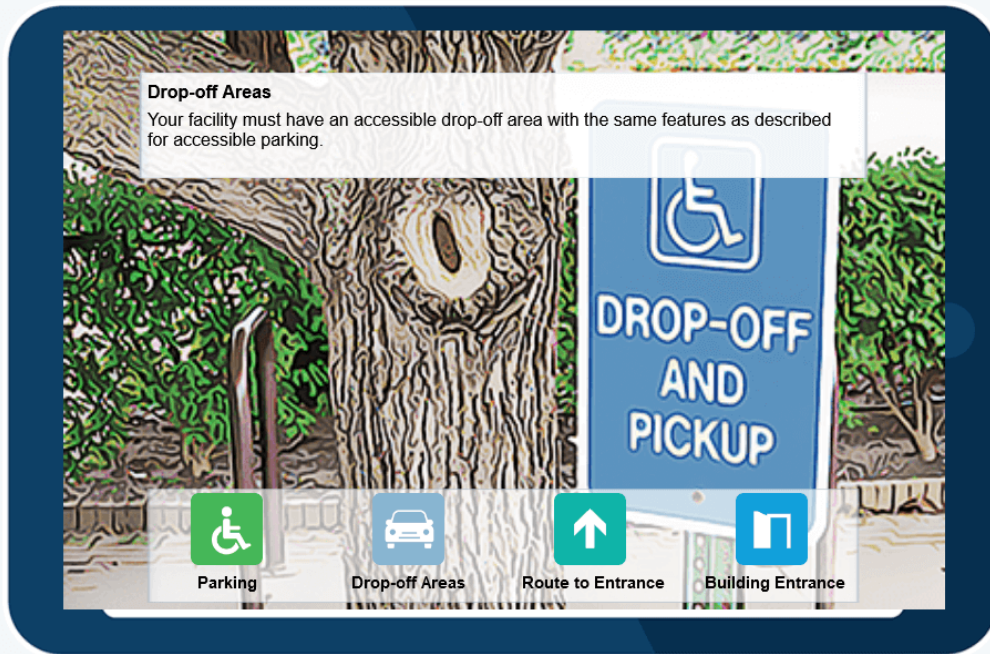 Drop-off Areas
Your facility must have an accessible drop-off area with the same features as described
for accessible parking.
DROP-OFF
AND
PICKUP
Parking
Drop-off Areas
Route to Entrance
Building Entrance